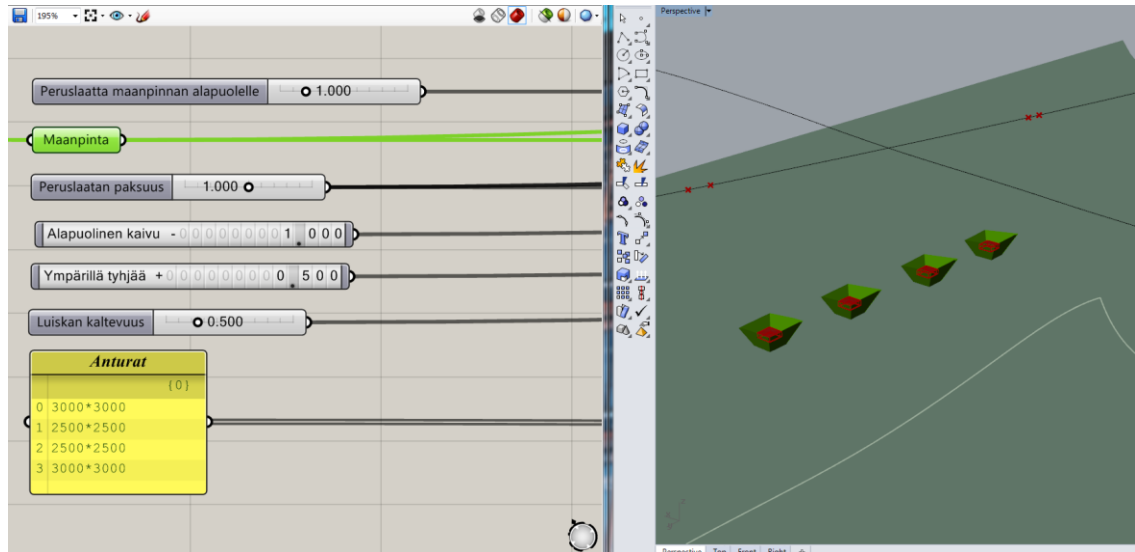 195%
Perspective
Peruslaatta maanpinnan alapuolelle 1.000
Maanpinta
Peruslaatan paksuus 1.000
Alapuolinen kaivu -00000000001.000
Ympärillä tyhjää +00000000000.500
Luiskan kaltevuus 0.500
Anturat
{0}
0 3000*3000
1 2500*2500
2 2500*2500
3 3000*3000
Perspective Top Front Right